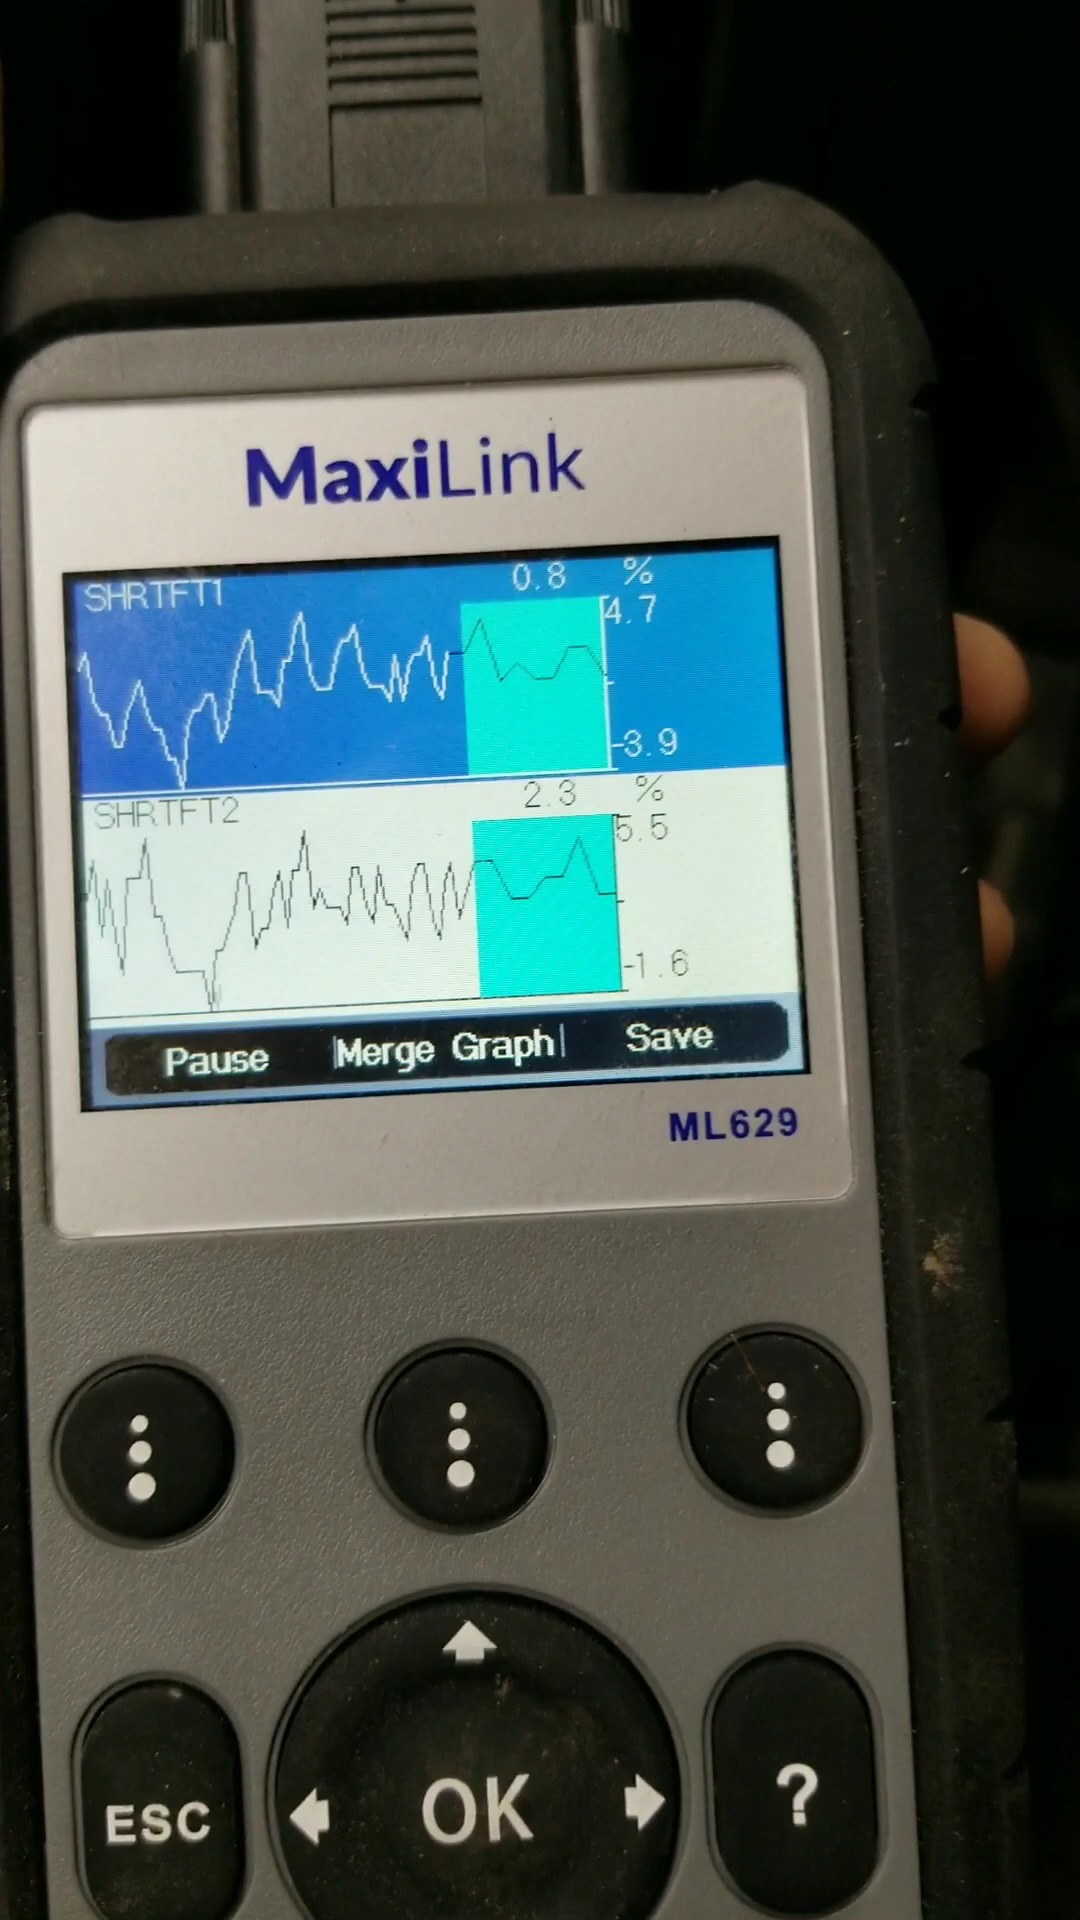 MaxiLink
SHRTFT1 0.8 %
4.7
-3.9
SHRTFT2 2.3 %
5.5
-1.6
Pause Merge Graph Save
ML629
ESC OK ?